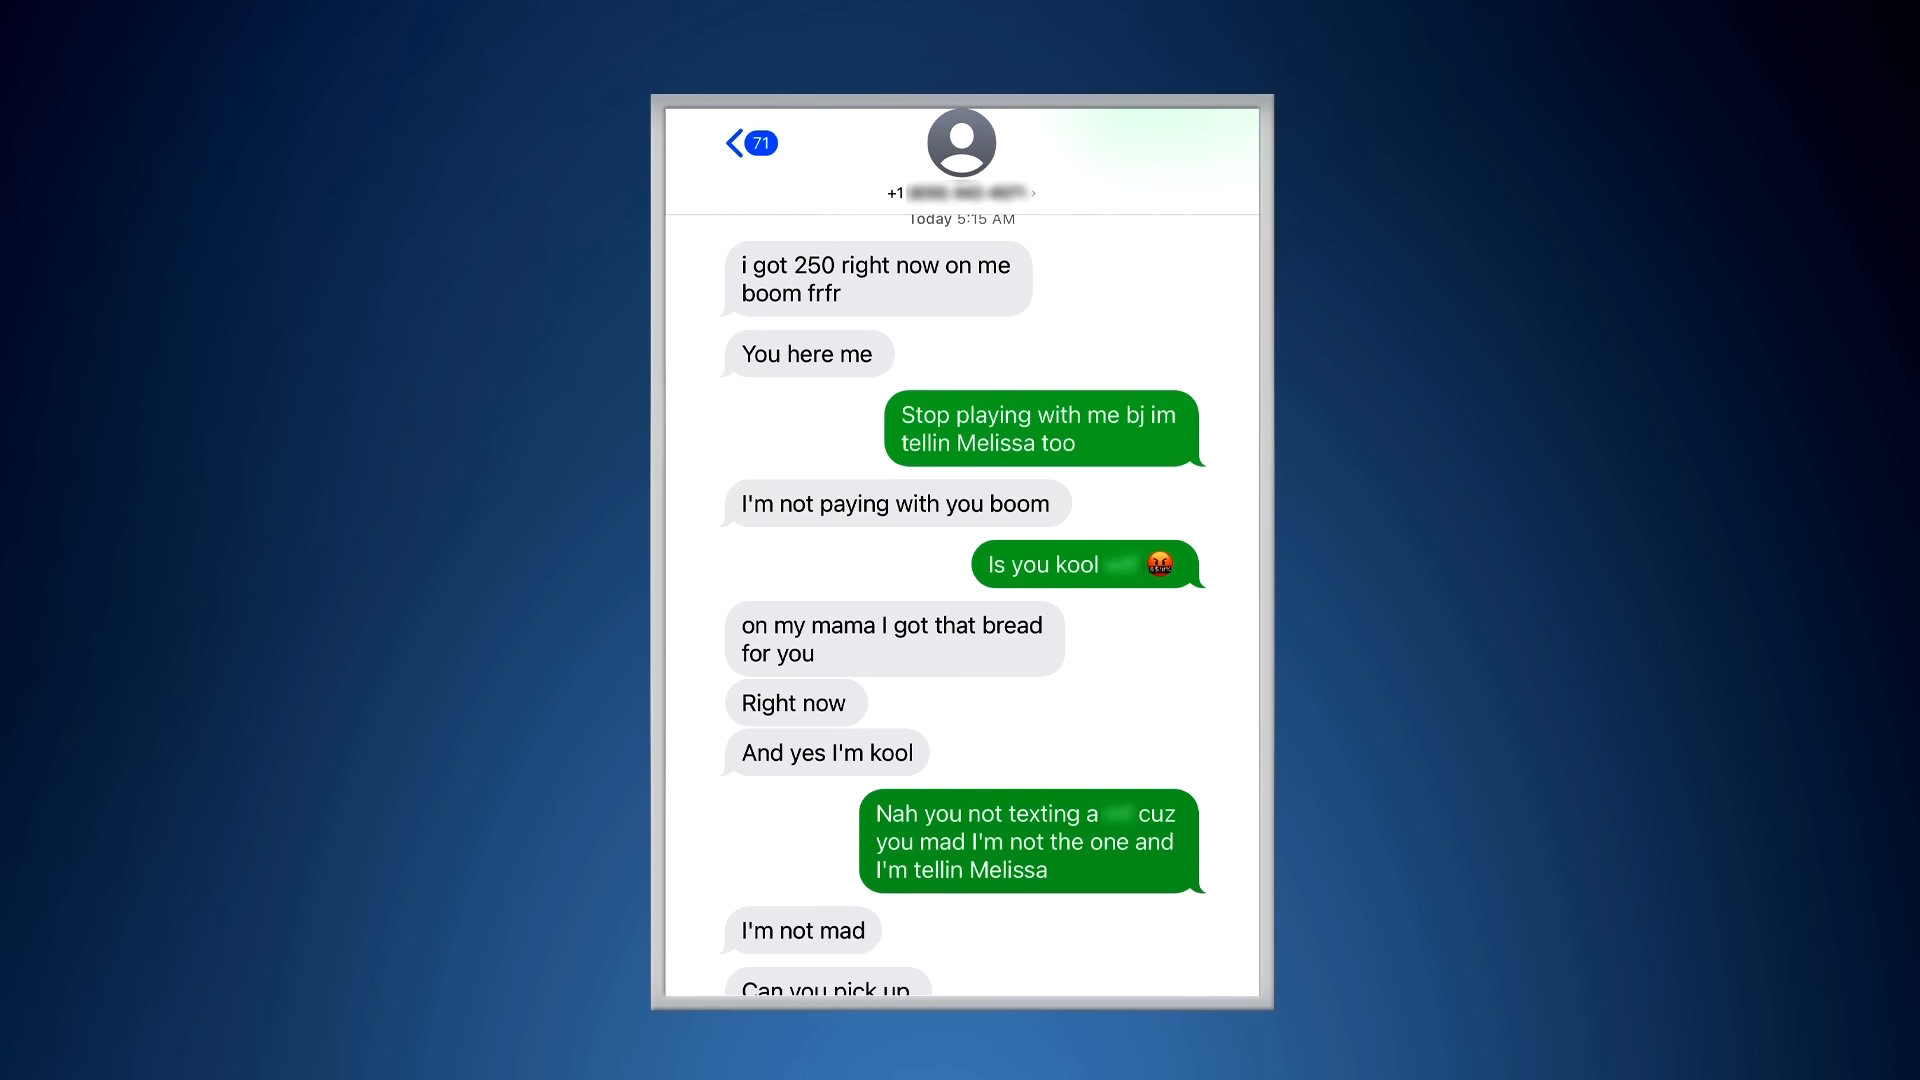 71
+1
Today 5:15 AM
i got 250 right now on me
boom frfr
You here me
Stop playing with me bj im
tellin Melissa too
I'm not paying with you boom
Is you kool
on my mama I got that bread
for you
Right now
And yes I'm kool
Nah you not texting a cuz
you mad I'm not the one and
I'm tellin Melissa
I'm not mad
Can you pick up